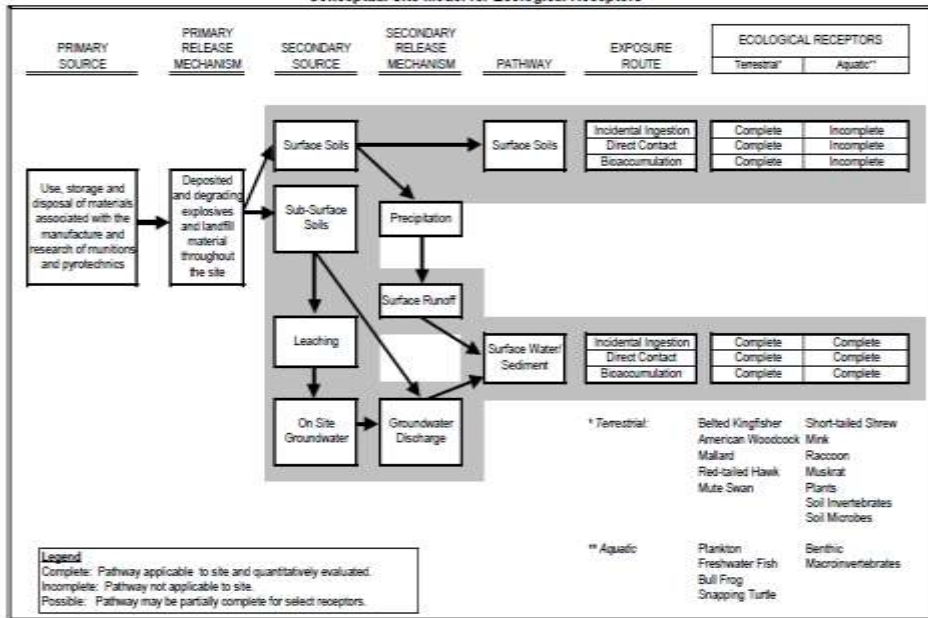 Conceptual Site Model for Ecological Receptors
PRIMARY
SOURCE
PRIMARY
RELEASE
MECHANISM
SECONDARY
SOURCE
SECONDARY
RELEASE
MECHANISM
PATHWAY
EXPOSURE
ROUTE
ECOLOGICAL RECEPTORS
Terrestrial*
Aquatic**
Use, storage and
disposal of materials
associated with the
manufacture and
research of munitions
and pyrotechnics
Deposited
and degrading
explosives
and landfill
material
throughout
the site
Surface Soils
Sub-Surface
Soils
Leaching
On Site
Groundwater
Precipitation
Surface Runoff
Groundwater
Discharge
Surface Soils
Incidental Ingestion
Complete
Incomplete
Direct Contact
Complete
Incomplete
Bioaccumulation
Complete
Incomplete
Surface Water/
Sediment
Incidental Ingestion
Complete
Complete
Direct Contact
Complete
Complete
Bioaccumulation
Complete
Complete
* Terrestrial:
Belted Kingfisher
American Woodcock
Mallard
Red-tailed Hawk
Mute Swan
Short-tailed Shrew
Mink
Raccoon
Muskrat
Plants
Soil Invertebrates
Soil Microbes
** Aquatic
Plankton
Freshwater Fish
Bull Frog
Snapping Turtle
Benthic
Macroinvertebrates
Legend
Complete: Pathway applicable to site and quantitatively evaluated.
Incomplete: Pathway not applicable to site.
Possible: Pathway may be partially complete for select receptors.